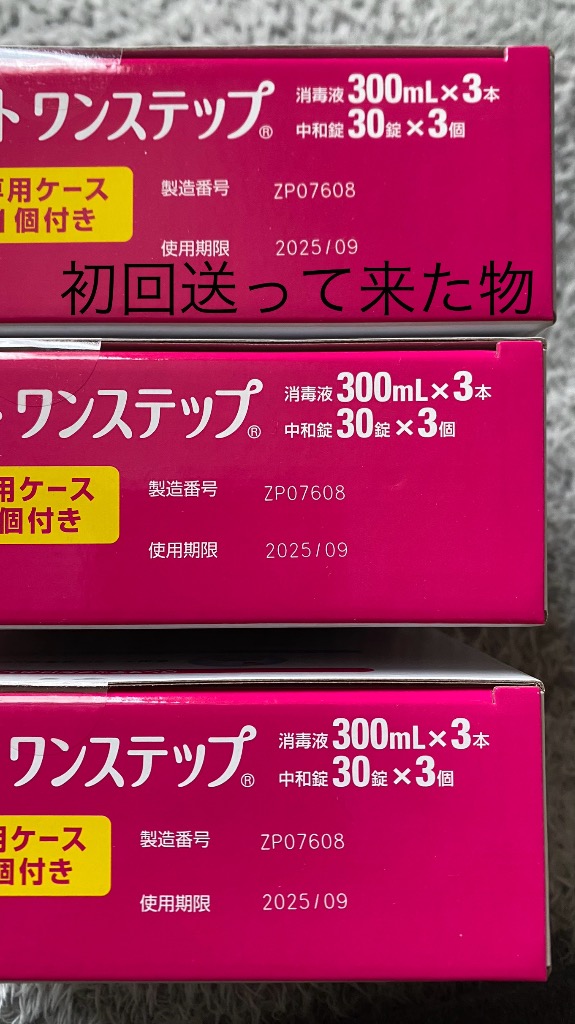 ト ワンステップ®
消毒液300mL×3本
中和錠30錠×3個
専用ケース
1個付き
製造番号 ZP07608
使用期限 2025/09
初回送って来た物
ワンステップ®
消毒液300mL×3本
中和錠30錠×3個
用ケース
個付き
製造番号 ZP07608
使用期限 2025/09
ワンステップ®
消毒液300mL×3本
中和錠30錠×3個
用ケース
個付き
製造番号 ZP07608
使用期限 2025/09